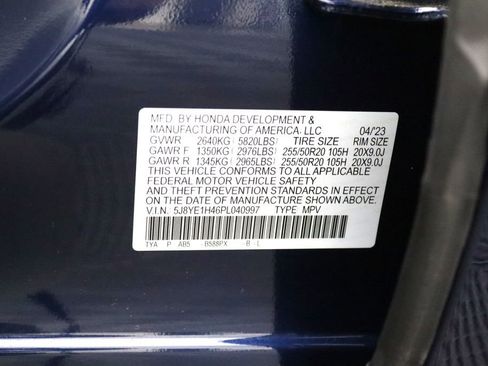 MFD. BY HONDA DEVELOPMENT &
MANUFACTURING OF AMERICA, LLC 04/23
GVWR 2640KG (5820LBS) TIRE SIZE RIM SIZE
GAWR F 1350KG (2976LBS) 255/50R20 105H 20X9.0J
GAWR R 1345KG (2965LBS) 255/50R20 105H 20X9.0J
THIS VEHICLE CONFORMS TO ALL APPLICABLE
FEDERAL MOTOR VEHICLE SAFETY
AND THEFT PREVENTION STANDARDS IN EFFECT
ON THE DATE OF MANUFACTURE SHOWN ABOVE.
V.I.N. 5J8YE1H46PL040997 TYPE MPV
TYA P AB5 B588PX B 1